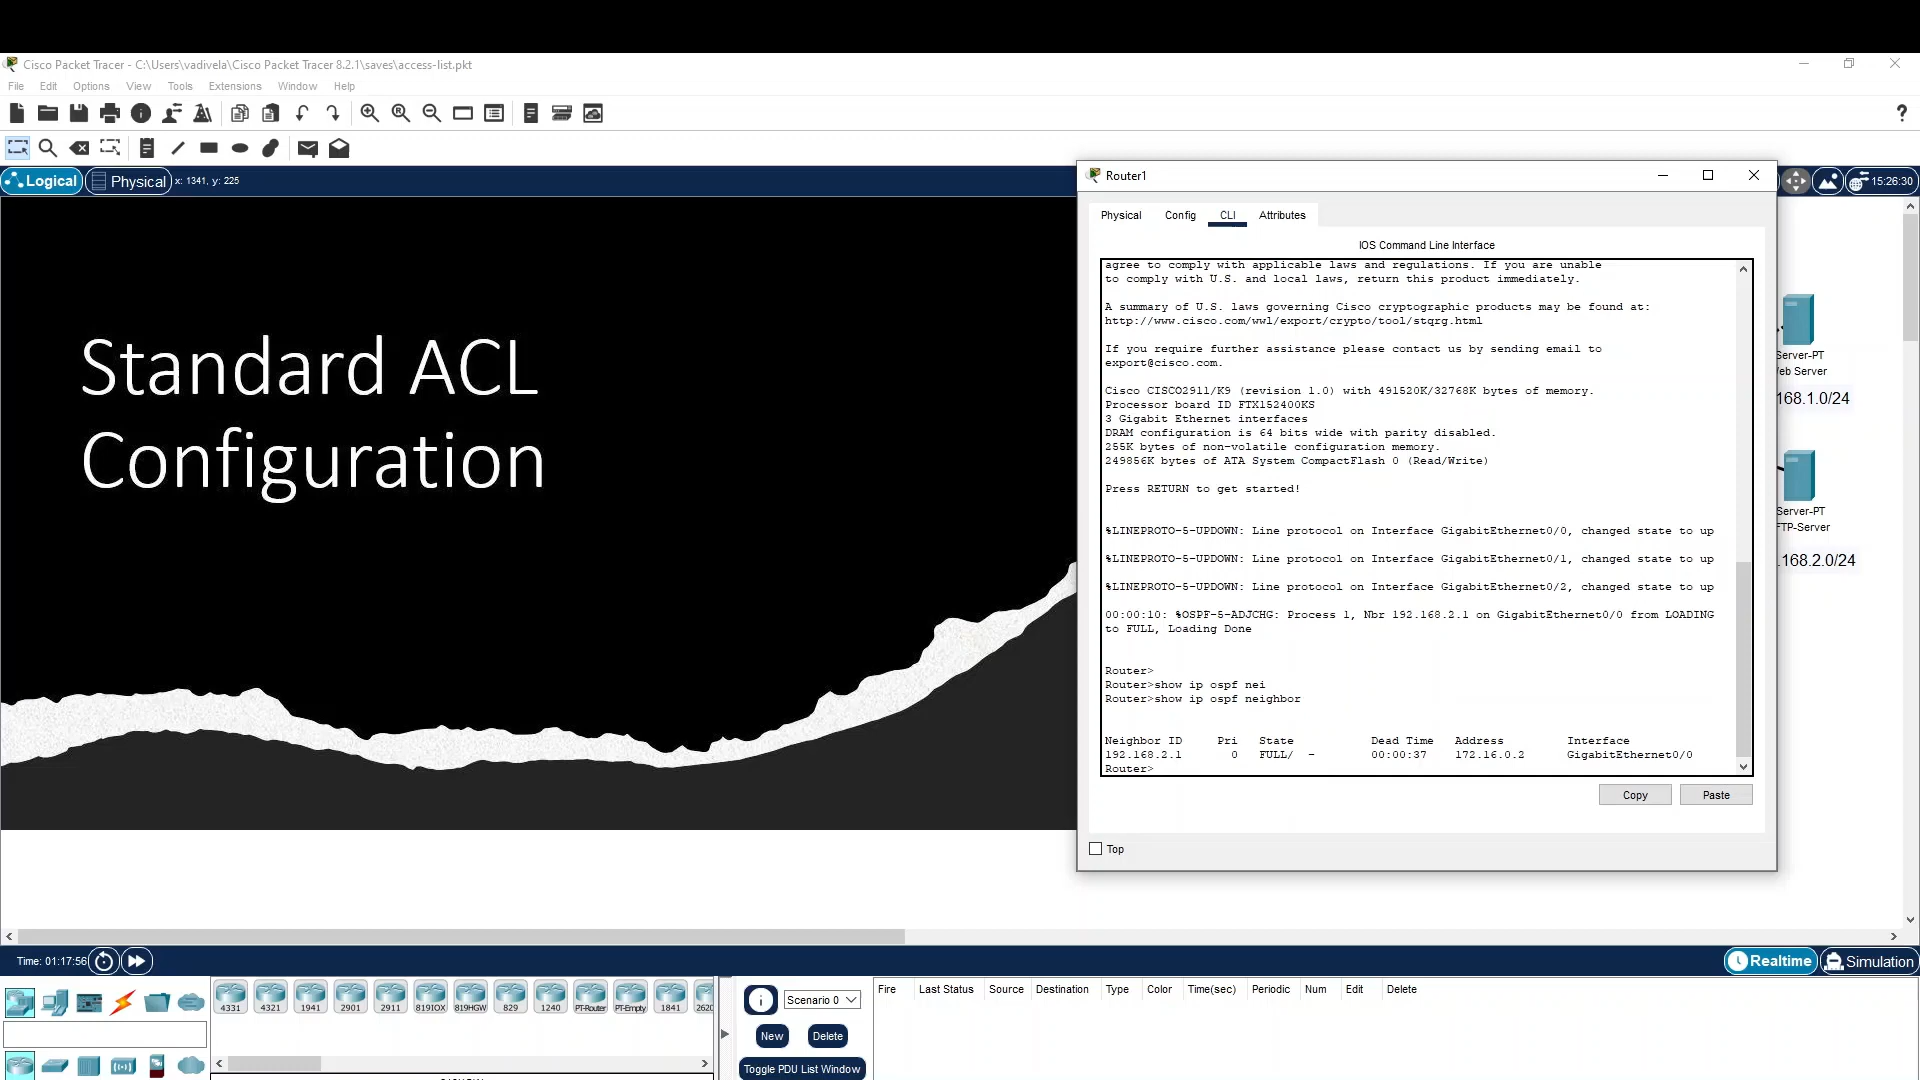 Cisco Packet Tracer - C:\Users\vadivela\Cisco Packet Tracer 8.2.1\saves\access-list.pkt
File Edit Options View Tools Extensions Window Help
Logical Physical x: 1341, y: 225
15:26:30
Standard ACL
Configuration
Router1
Physical Config CLI Attributes
IOS Command Line Interface
agree to comply with applicable laws and regulations. If you are unable
to comply with U.S. and local laws, return this product immediately.
A summary of U.S. laws governing Cisco cryptographic products may be found at:
http://www.cisco.com/wwl/export/crypto/tool/stqrg.html
If you require further assistance please contact us by sending email to
export@cisco.com.
Cisco CISCO2911/K9 (revision 1.0) with 491520K/32768K bytes of memory.
Processor board ID FTX152400KS
3 Gigabit Ethernet interfaces
DRAM configuration is 64 bits wide with parity disabled.
255K bytes of non-volatile configuration memory.
249856K bytes of ATA System CompactFlash 0 (Read/Write)
Press RETURN to get started!
%LINEPROTO-5-UPDOWN: Line protocol on Interface GigabitEthernet0/0, changed state to up
%LINEPROTO-5-UPDOWN: Line protocol on Interface GigabitEthernet0/1, changed state to up
%LINEPROTO-5-UPDOWN: Line protocol on Interface GigabitEthernet0/2, changed state to up
00:00:10: %OSPF-5-ADJCHG: Process 1, Nbr 192.168.2.1 on GigabitEthernet0/0 from LOADING
to FULL, Loading Done
Router>
Router>show ip ospf nei
Router>show ip ospf neighbor
Neighbor ID Pri State Dead Time Address Interface
192.168.2.1 0 FULL/ - 00:00:37 172.16.0.2 GigabitEthernet0/0
Router>
Copy Paste
Top
Server-PT
eb Server
168.1.0/24
Server-PT
TP-Server
.168.2.0/24
Time: 01:17:56
Realtime Simulation
4331 4321 1941 2901 2911 819IOX 819HGW 829 1240 PT-Router PT-Empty 1841 2620
Scenario 0
New Delete
Toggle PDU List Window
Fire Last Status Source Destination Type Color Time(sec) Periodic Num Edit Delete